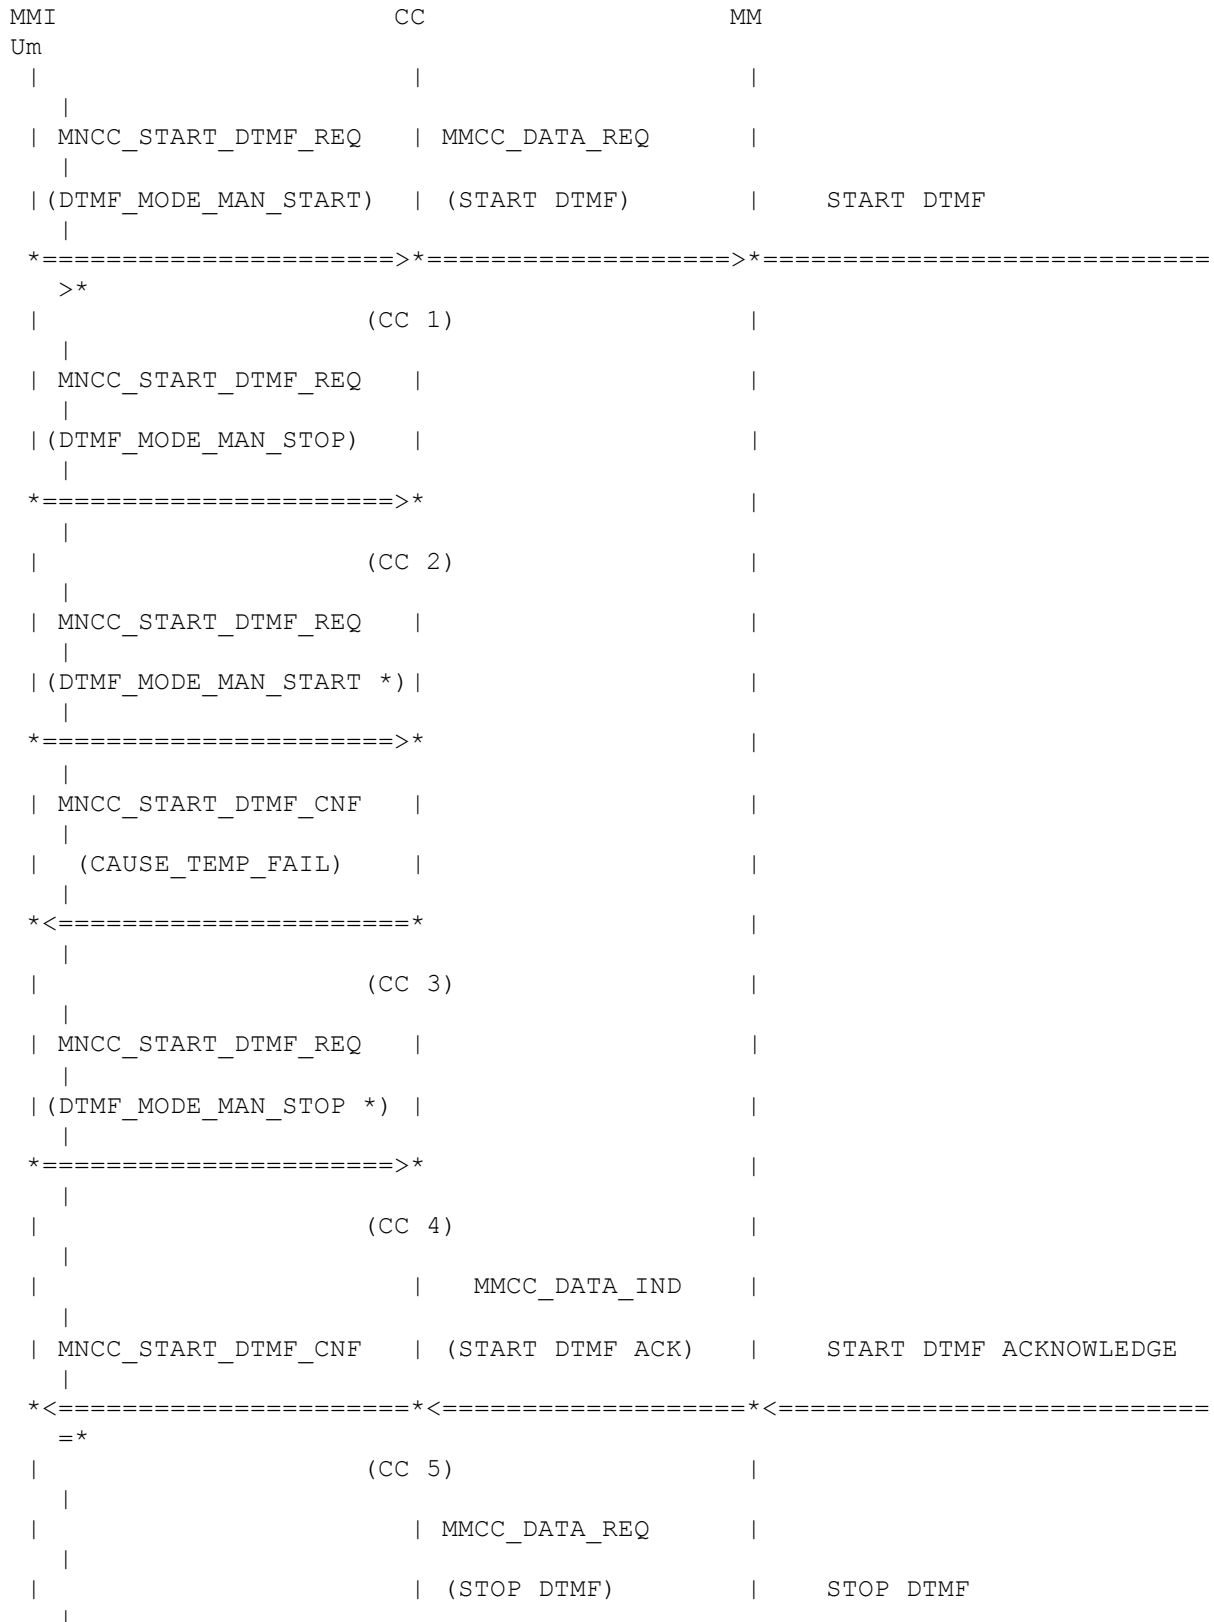 MMI                     CC                   MM
Um
 |                       |                    |
   |
 | MNCC_START_DTMF_REQ   | MMCC_DATA_REQ      |
   |
 |(DTMF_MODE_MAN_START)  | (START DTMF)       |    START DTMF
   |
 *======================>*===================>*============================
   >*
 |                    (CC 1)                  |
   |
 | MNCC_START_DTMF_REQ   |                    |
   |
 |(DTMF_MODE_MAN_STOP)   |                    |
   |
 *======================>*                    |
   |
 |                    (CC 2)                  |
   |
 | MNCC_START_DTMF_REQ   |                    |
   |
 |(DTMF_MODE_MAN_START *)|                    |
   |
 *======================>*                    |
   |
 | MNCC_START_DTMF_CNF   |                    |
   |
 |  (CAUSE_TEMP_FAIL)    |                    |
   |
 *<======================*                    |
   |
 |                    (CC 3)                  |
   |
 | MNCC_START_DTMF_REQ   |                    |
   |
 |(DTMF_MODE_MAN_STOP *) |                    |
   |
 *======================>*                    |
   |
 |                    (CC 4)                  |
   |
 |                       |   MMCC_DATA_IND    |
   |
 | MNCC_START_DTMF_CNF   | (START DTMF ACK)   |    START DTMF ACKNOWLEDGE
   |
 *<======================*<===================*<===========================
   =*
 |                    (CC 5)                  |
   |
 |                       | MMCC_DATA_REQ      |
   |
 |                       | (STOP DTMF)        |    STOP DTMF
   |